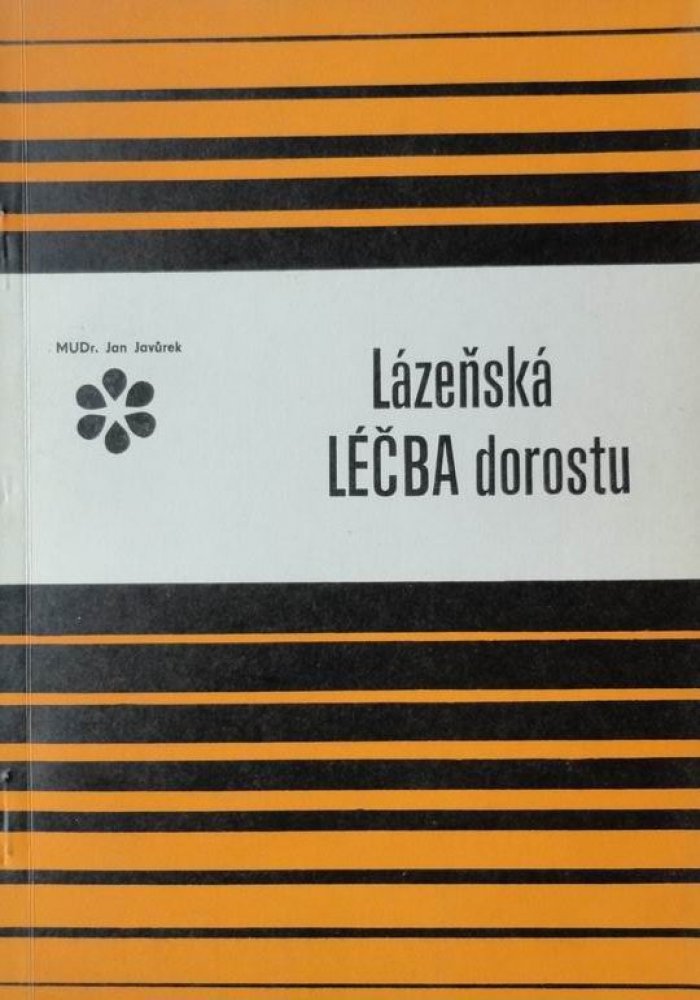 MUDr. Jan Javůrek
Lázeňská
LÉČBA dorostu